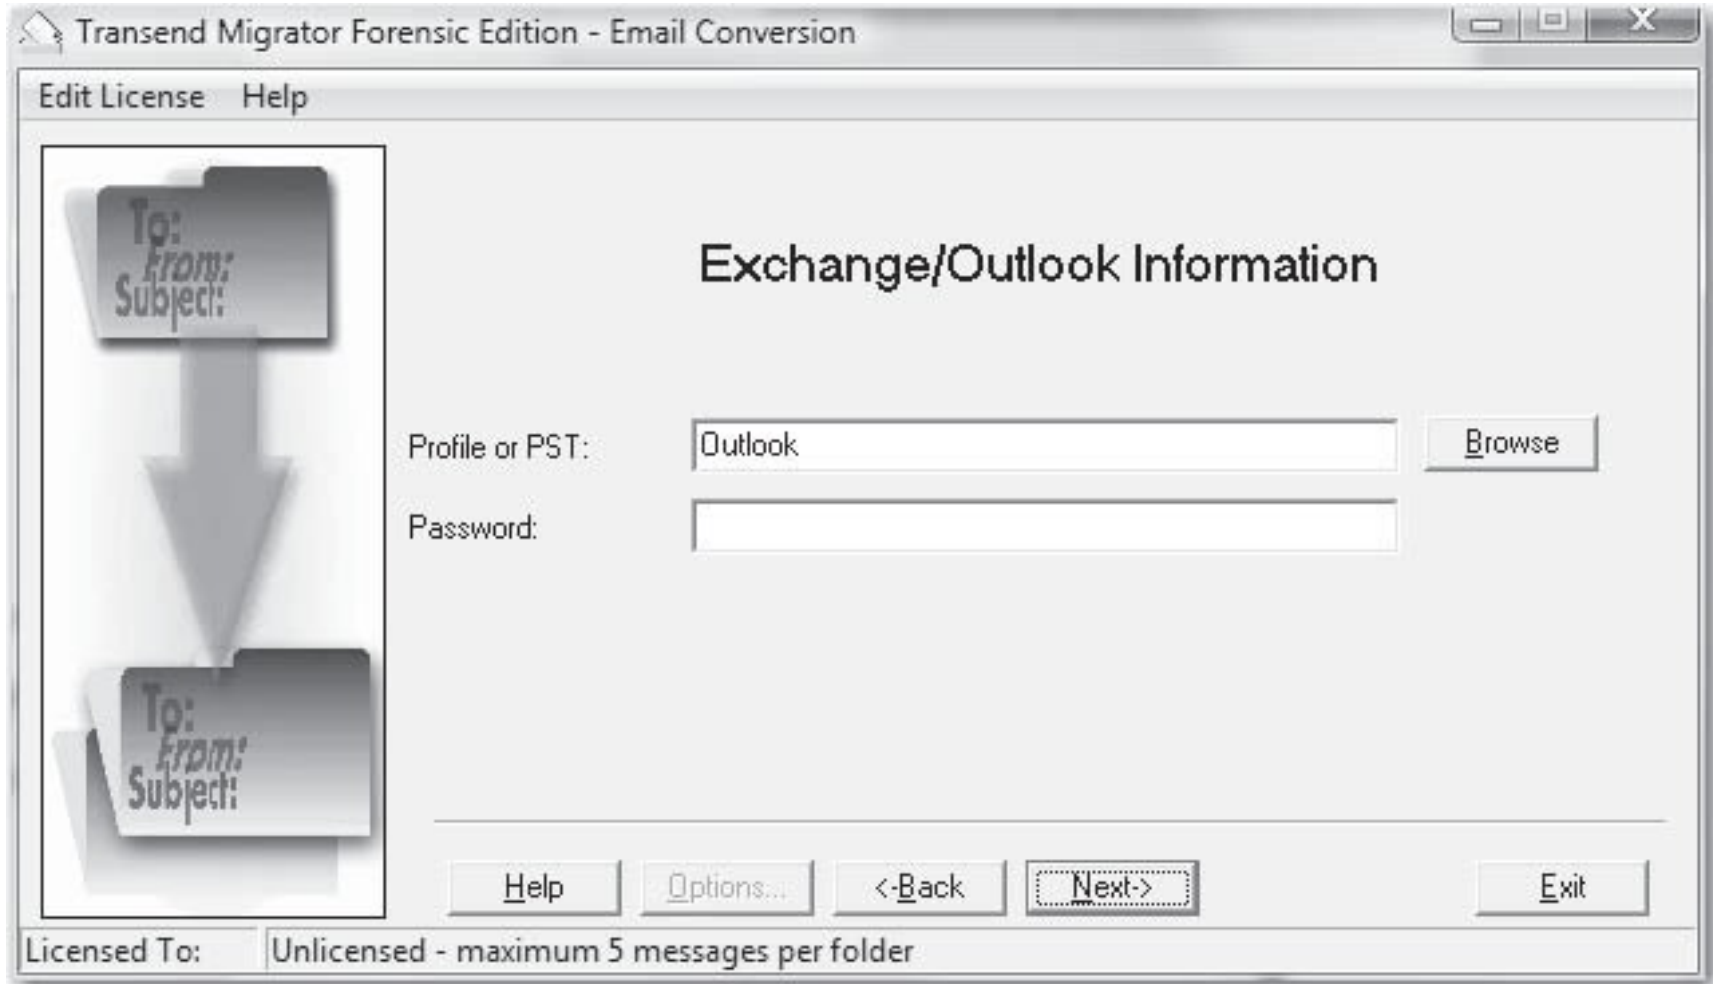 Transend Migrator Forensic Edition - Email Conversion
Edit License Help
To:
From:
Subject:
Exchange/Outlook Information
Profile or PST: Outlook Browse
Password:
To:
From:
Subject:
Help Options... <-Back Next-> Exit
Licensed To: Unlicensed - maximum 5 messages per folder